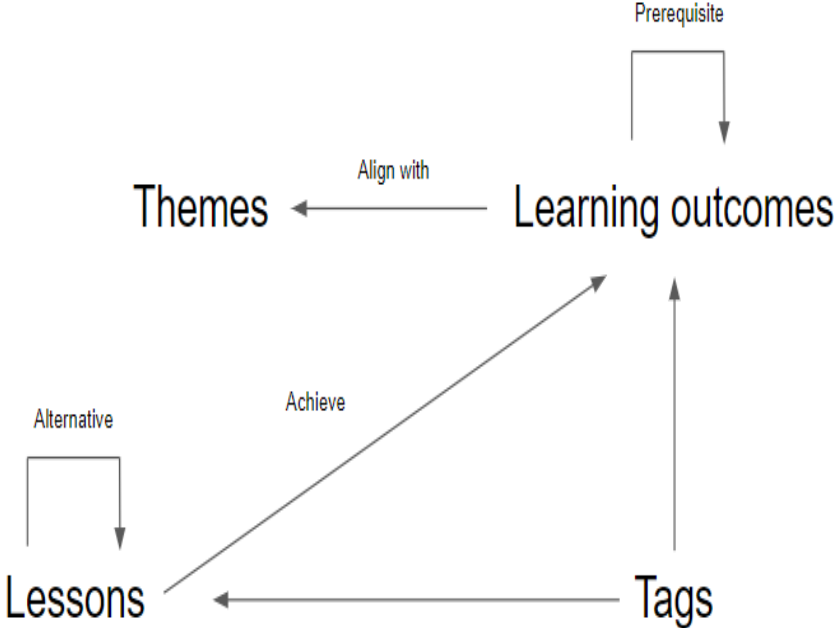 Prerequisite
Align with
Themes
Learning outcomes
Achieve
Alternative
Lessons
Tags